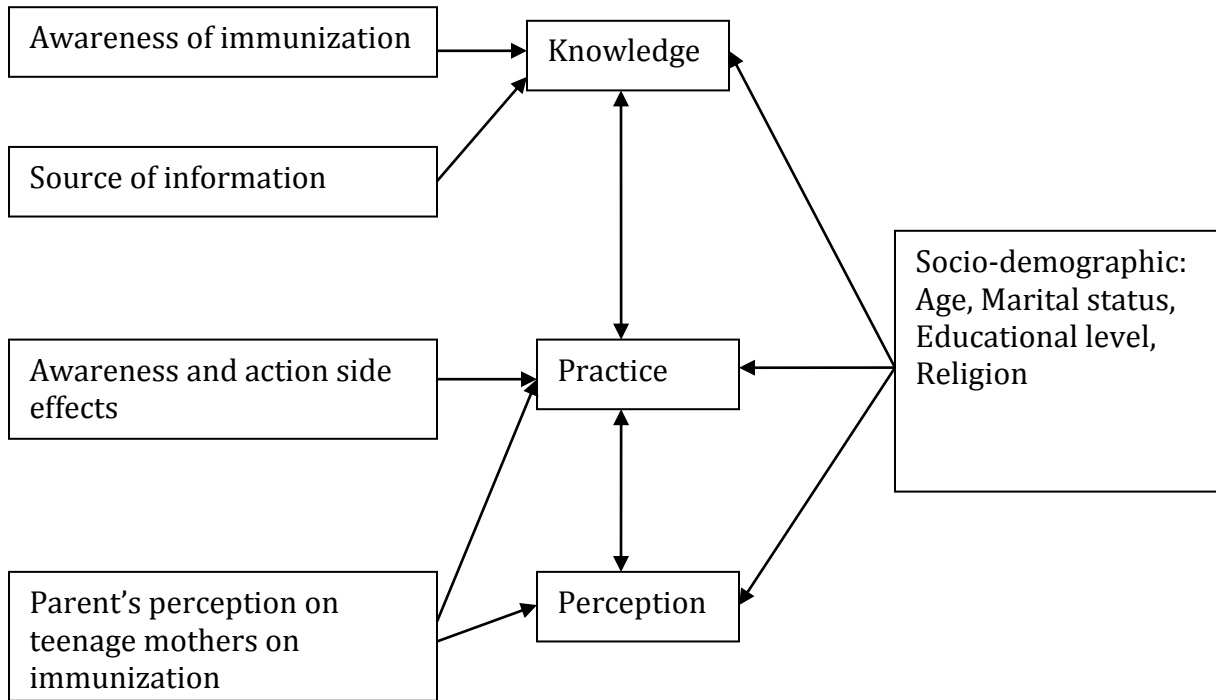 Awareness of immunization
Knowledge
Source of information
Socio-demographic:
Age, Marital status,
Educational level,
Religion
Awareness and action side
effects
Practice
Parent’s perception on
teenage mothers on
immunization
Perception